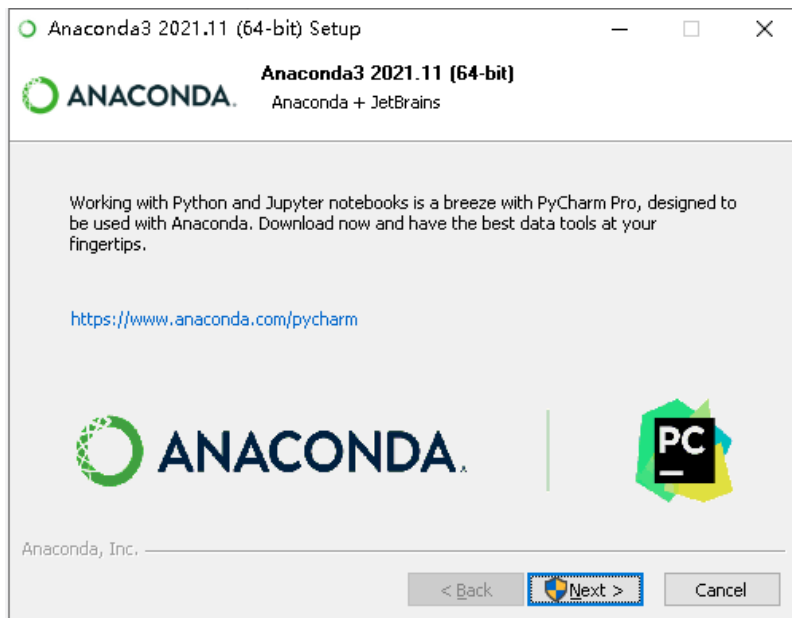 Anaconda3 2021.11 (64-bit) Setup
Anaconda3 2021.11 (64-bit)
ANACONDA.
Anaconda + JetBrains
Working with Python and Jupyter notebooks is a breeze with PyCharm Pro, designed to
be used with Anaconda. Download now and have the best data tools at your
fingertips.
https://www.anaconda.com/pycharm
ANACONDA.
PC
Anaconda, Inc.
< Back
Next >
Cancel